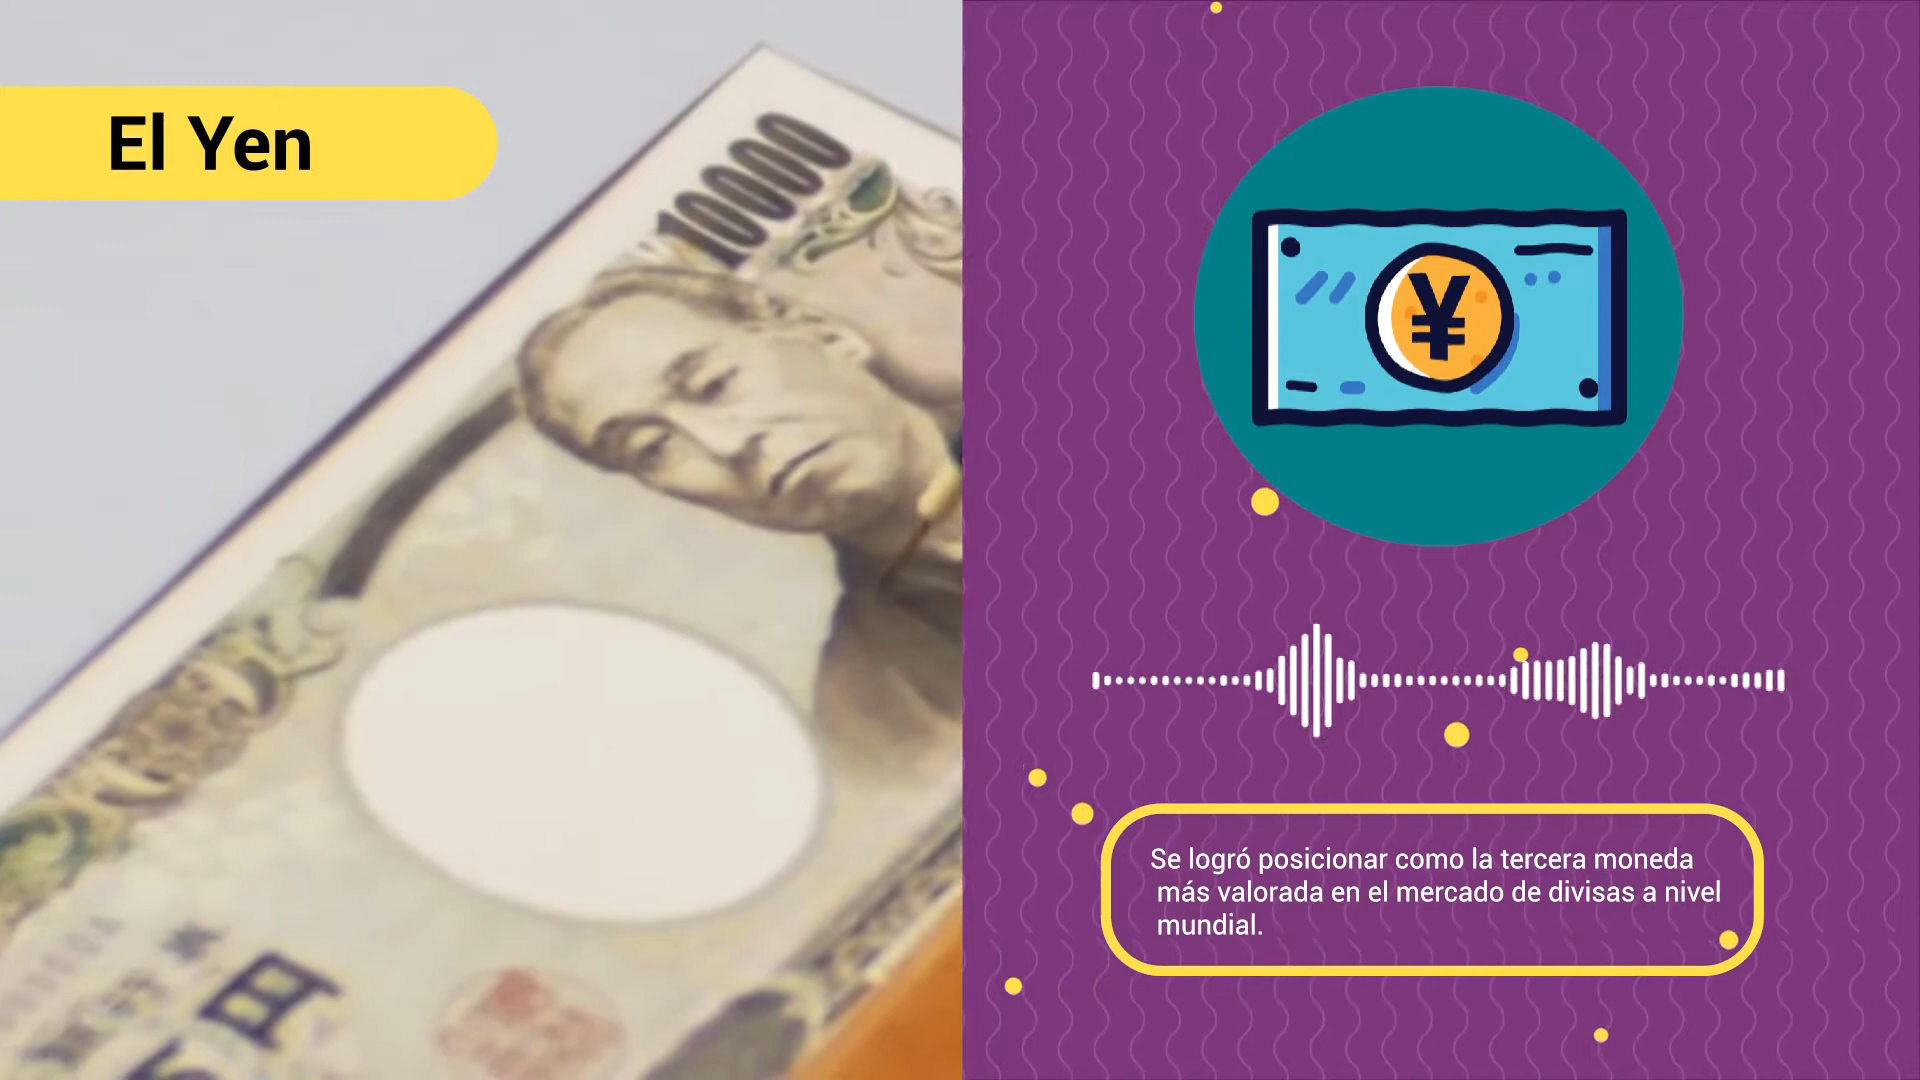 El Yen
10000
円
¥
Se logró posicionar como la tercera moneda
más valorada en el mercado de divisas a nivel
mundial.